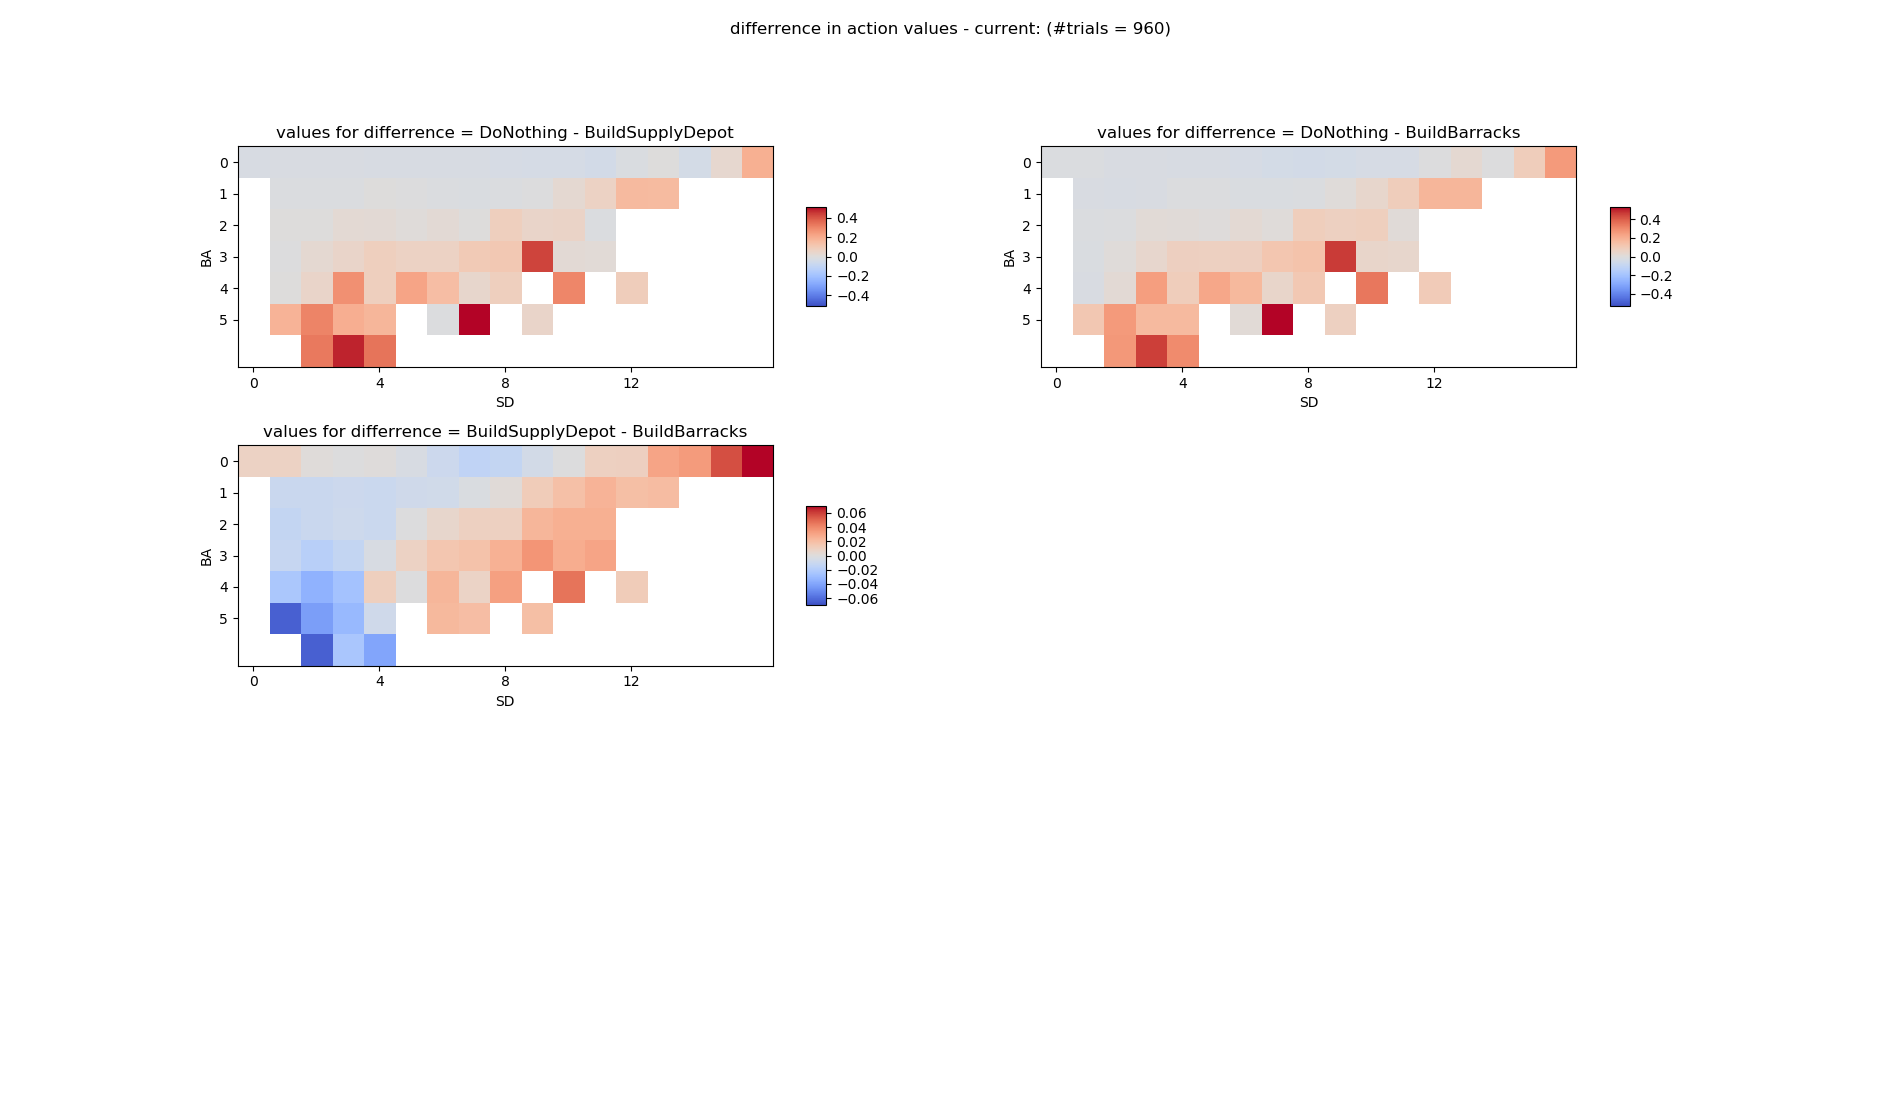 differrence in action values - current: (#trials = 960)
values for differrence = DoNothing - BuildSupplyDepot
0
1
2
3
4
5
BA
0 4 8 12
SD
0.4
0.2
0.0
−0.2
−0.4
values for differrence = DoNothing - BuildBarracks
0
1
2
3
4
5
BA
0 4 8 12
SD
0.4
0.2
0.0
−0.2
−0.4
values for differrence = BuildSupplyDepot - BuildBarracks
0
1
2
3
4
5
BA
0 4 8 12
SD
0.06
0.04
0.02
0.00
−0.02
−0.04
−0.06